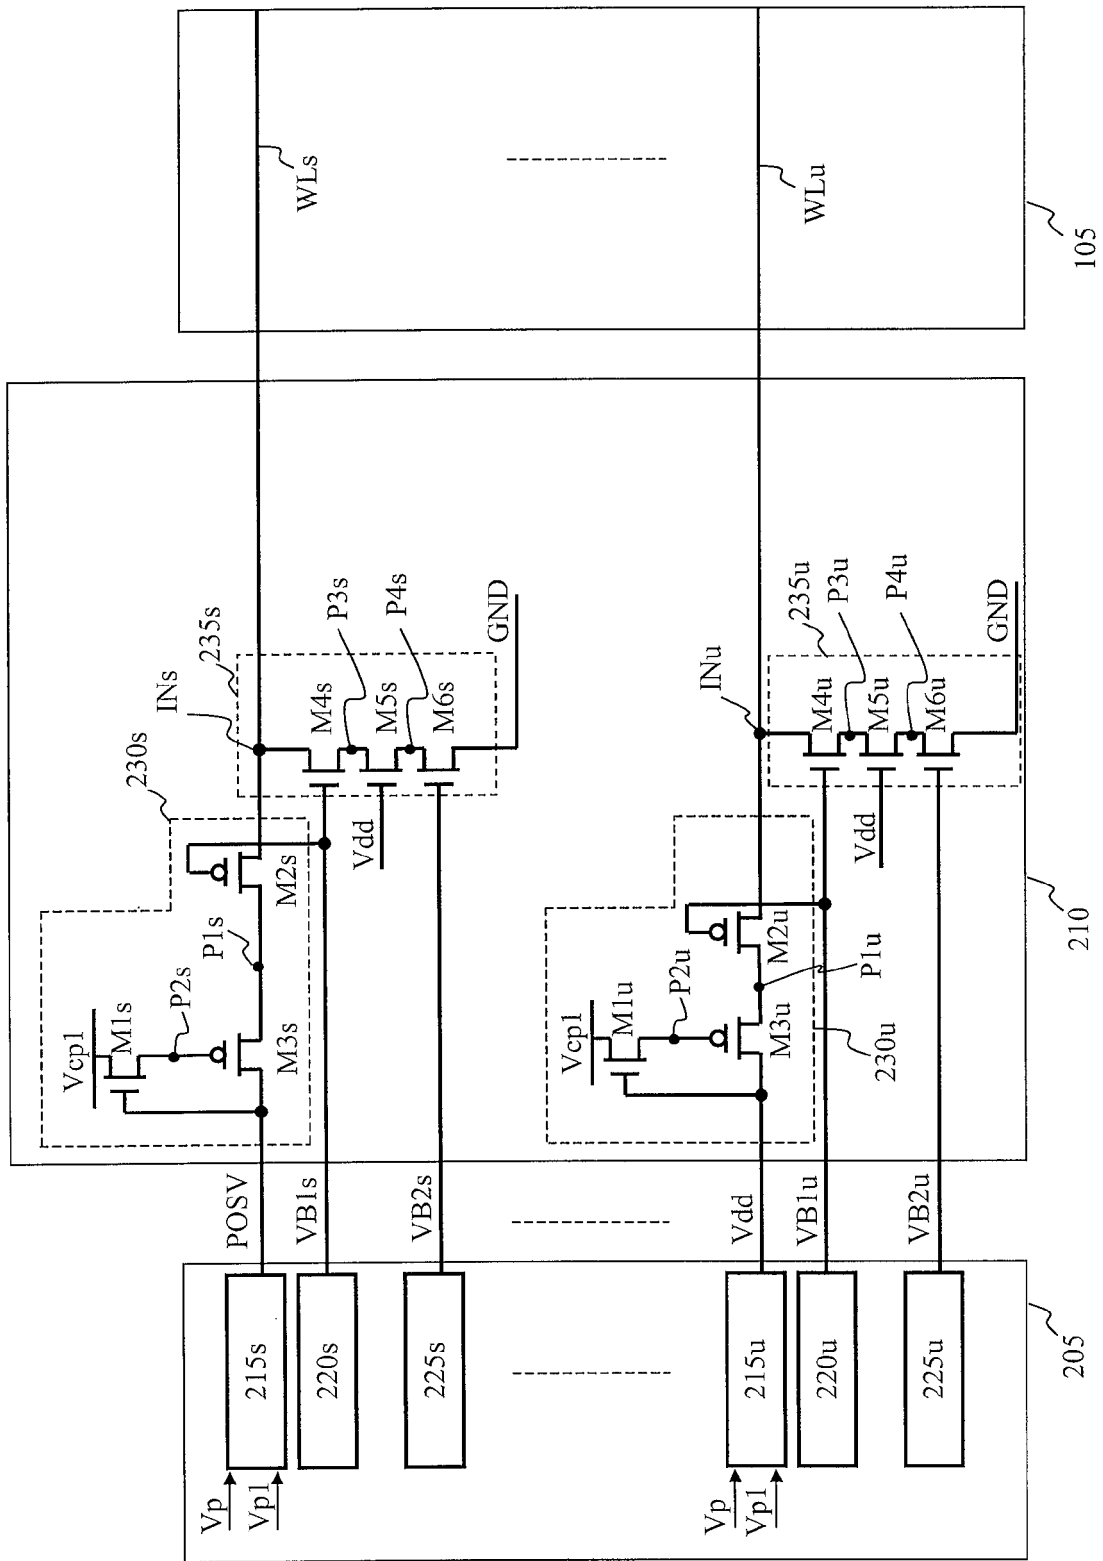 Vp
Vp1
215s
220s
225s
POSV
VB1s
VB2s
Vcp1
M1s
P2s
M3s
P1s
M2s
230s
INs
235s
M4s
P3s
M5s
P4s
M6s
Vdd
GND
WLs
Vp
Vp1
215u
220u
225u
205
Vdd
VB1u
VB2u
Vcp1
M1u
P2u
M3u
P1u
M2u
230u
INu
235u
M4u
P3u
M5u
P4u
M6u
Vdd
GND
210
WLu
105